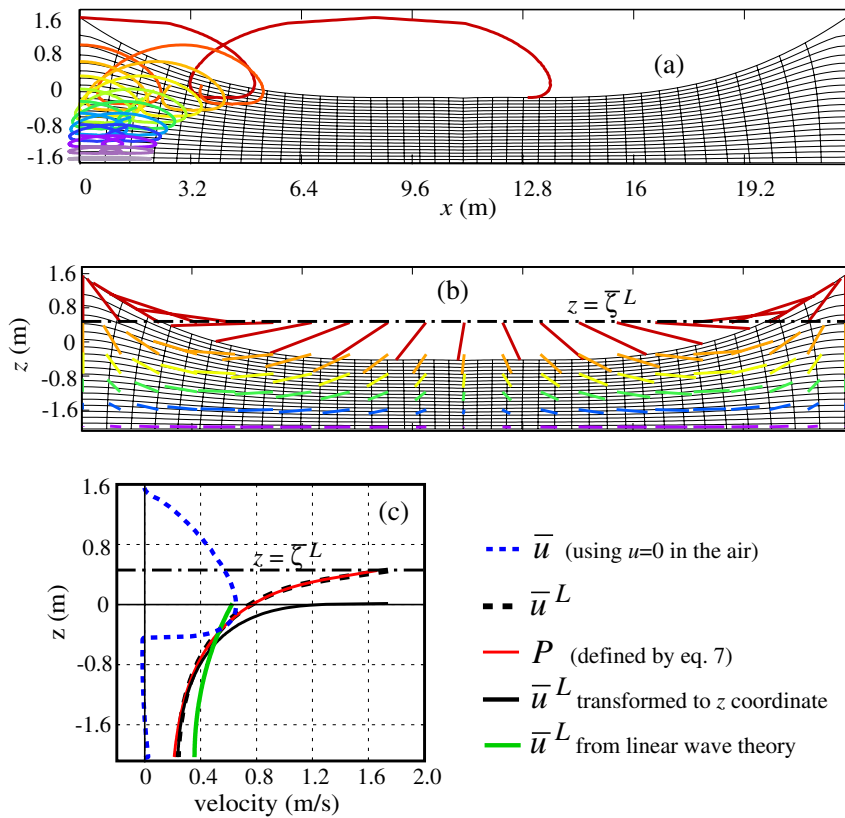 1.6
0.8
0
-0.8
-1.6
(a)
0 3.2 6.4 9.6 12.8 16 19.2
x (m)
1.6
0.8
0
-0.8
-1.6
z (m)
(b)
z = ζ̅ᴸ
1.6
0.8
0
-0.8
-1.6
z (m)
(c)
z = ζ̅ᴸ
0 0.4 0.8 1.2 1.6 2.0
velocity (m/s)
u̅ (using u=0 in the air)
u̅ᴸ
P (defined by eq. 7)
u̅ᴸ transformed to z coordinate
u̅ᴸ from linear wave theory